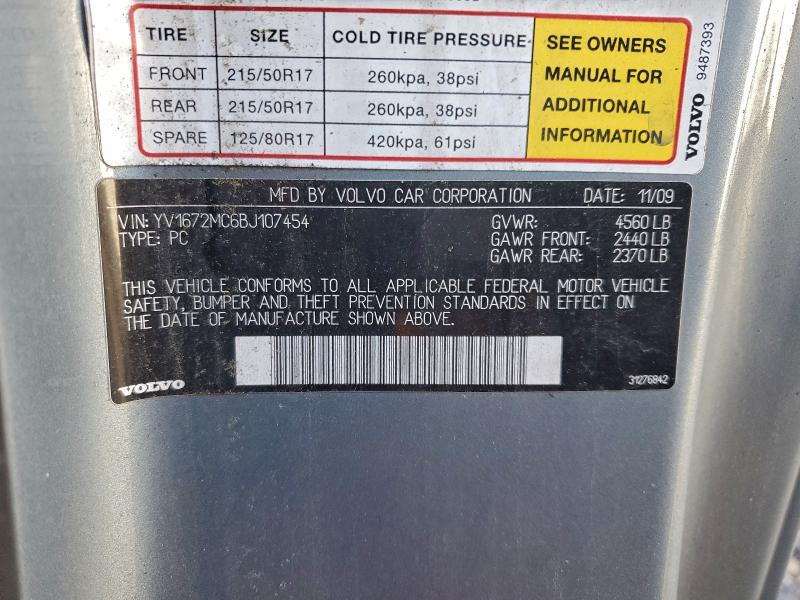 TIRE SIZE COLD TIRE PRESSURE
FRONT 215/50R17 260kpa, 38psi
REAR 215/50R17 260kpa, 38psi
SPARE 125/80R17 420kpa, 61psi
SEE OWNERS
MANUAL FOR
ADDITIONAL
INFORMATION
VOLVO 9487393
MFD BY VOLVO CAR CORPORATION DATE: 11/09
VIN: YV1672MC6BJ107454 GVWR: 4560 LB
TYPE: PC GAWR FRONT: 2440 LB
GAWR REAR: 2370 LB
THIS VEHICLE CONFORMS TO ALL APPLICABLE FEDERAL MOTOR VEHICLE
SAFETY, BUMPER AND THEFT PREVENTION STANDARDS IN EFFECT ON
THE DATE OF MANUFACTURE SHOWN ABOVE.
VOLVO 31276842